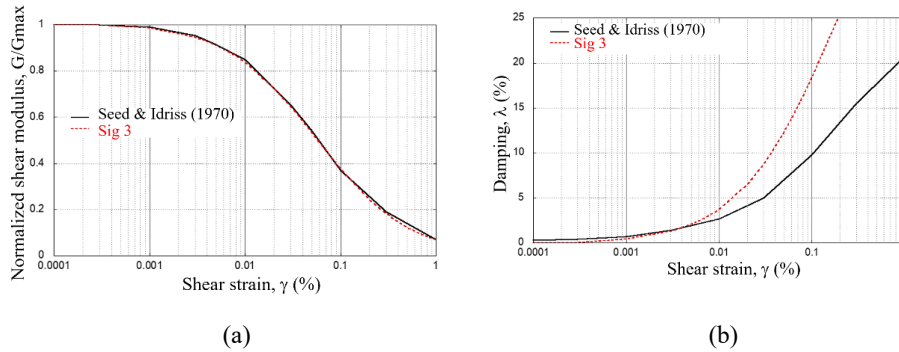 Normalized shear modulus, G/Gmax
1
0.8
0.6
0.4
0.2
0
Seed & Idriss (1970)
Sig 3
0.0001 0.001 0.01 0.1 1
Shear strain, γ (%)
(a)
Damping, λ (%)
25
20
15
10
5
0
Seed & Idriss (1970)
Sig 3
0.0001 0.001 0.01 0.1
Shear strain, γ (%)
(b)